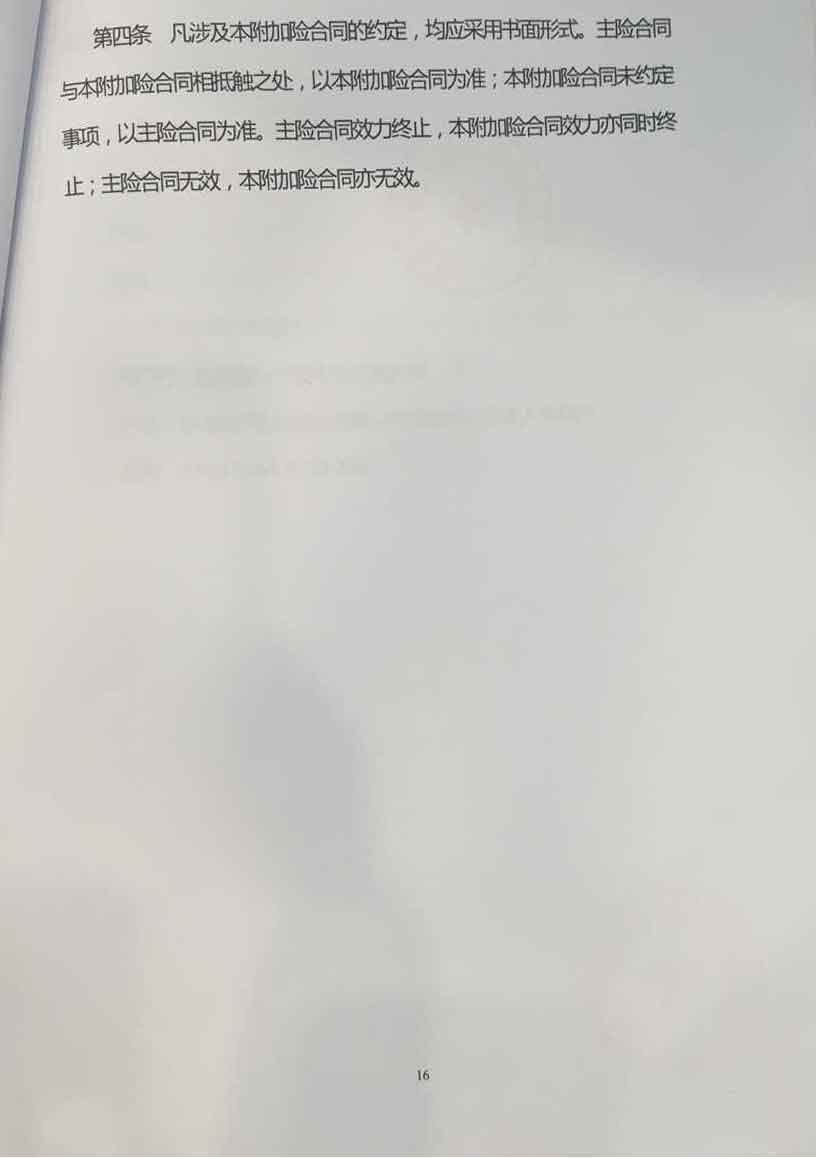 第四条 凡涉及本附加险合同的约定，均应采用书面形式。主险合同
与本附加险合同相抵触之处，以本附加险合同为准；本附加险合同未约定
事项，以主险合同为准。主险合同效力终止，本附加险合同效力亦同时终
止；主险合同无效，本附加险合同亦无效。
16